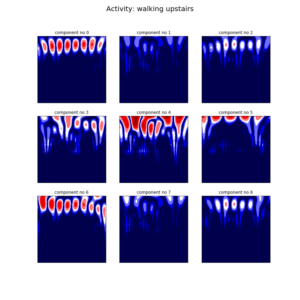 Activity: walking upstairs
component no 0
component no 1
component no 2
component no 3
component no 4
component no 5
component no 6
component no 7
component no 8